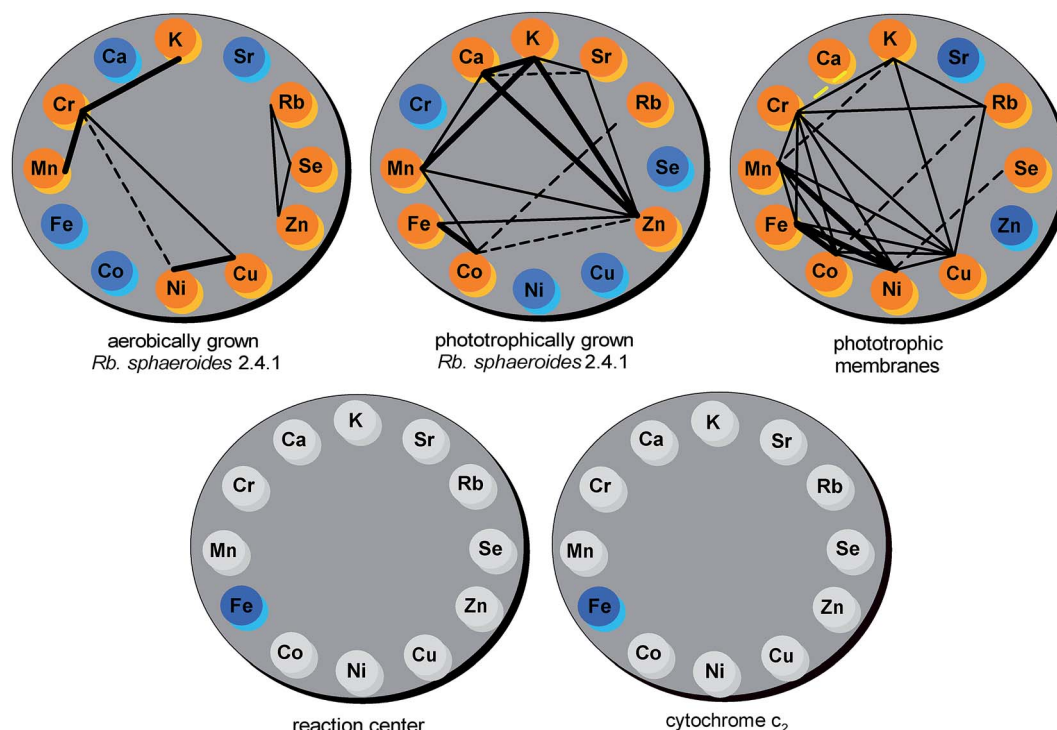 K
Ca
Sr
Cr
Rb
Mn
Se
Fe
Zn
Co
Ni
Cu
aerobically grown
Rb. sphaeroides 2.4.1
K
Ca
Sr
Cr
Rb
Mn
Se
Fe
Zn
Co
Ni
Cu
phototrophically grown
Rb. sphaeroides 2.4.1
K
Ca
Sr
Cr
Rb
Mn
Se
Fe
Zn
Co
Ni
Cu
phototrophic
membranes
K
Ca
Sr
Cr
Rb
Mn
Se
Fe
Zn
Co
Ni
Cu
reaction center
K
Ca
Sr
Cr
Rb
Mn
Se
Fe
Zn
Co
Ni
Cu
cytochrome c₂